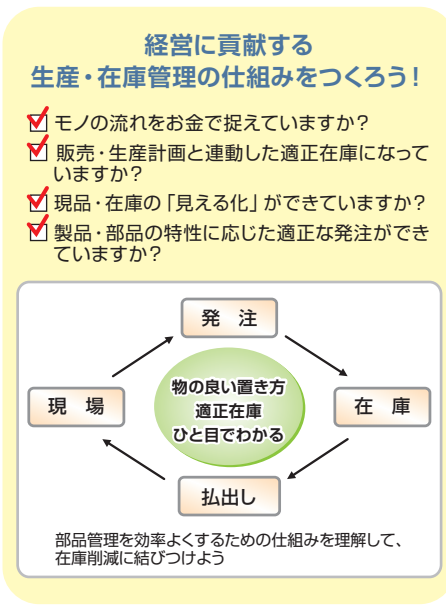 経営に貢献する
生産・在庫管理の仕組みをつくろう!
モノの流れをお金で捉えていますか?
販売・生産計画と連動した適正在庫になって
いますか?
現品・在庫の「見える化」ができていますか?
製品・部品の特性に応じた適正な発注ができ
ていますか?
発 注
現 場
物の良い置き方
適正在庫
ひと目でわかる
在 庫
払出し
部品管理を効率よくするための仕組みを理解して、
在庫削減に結びつけよう